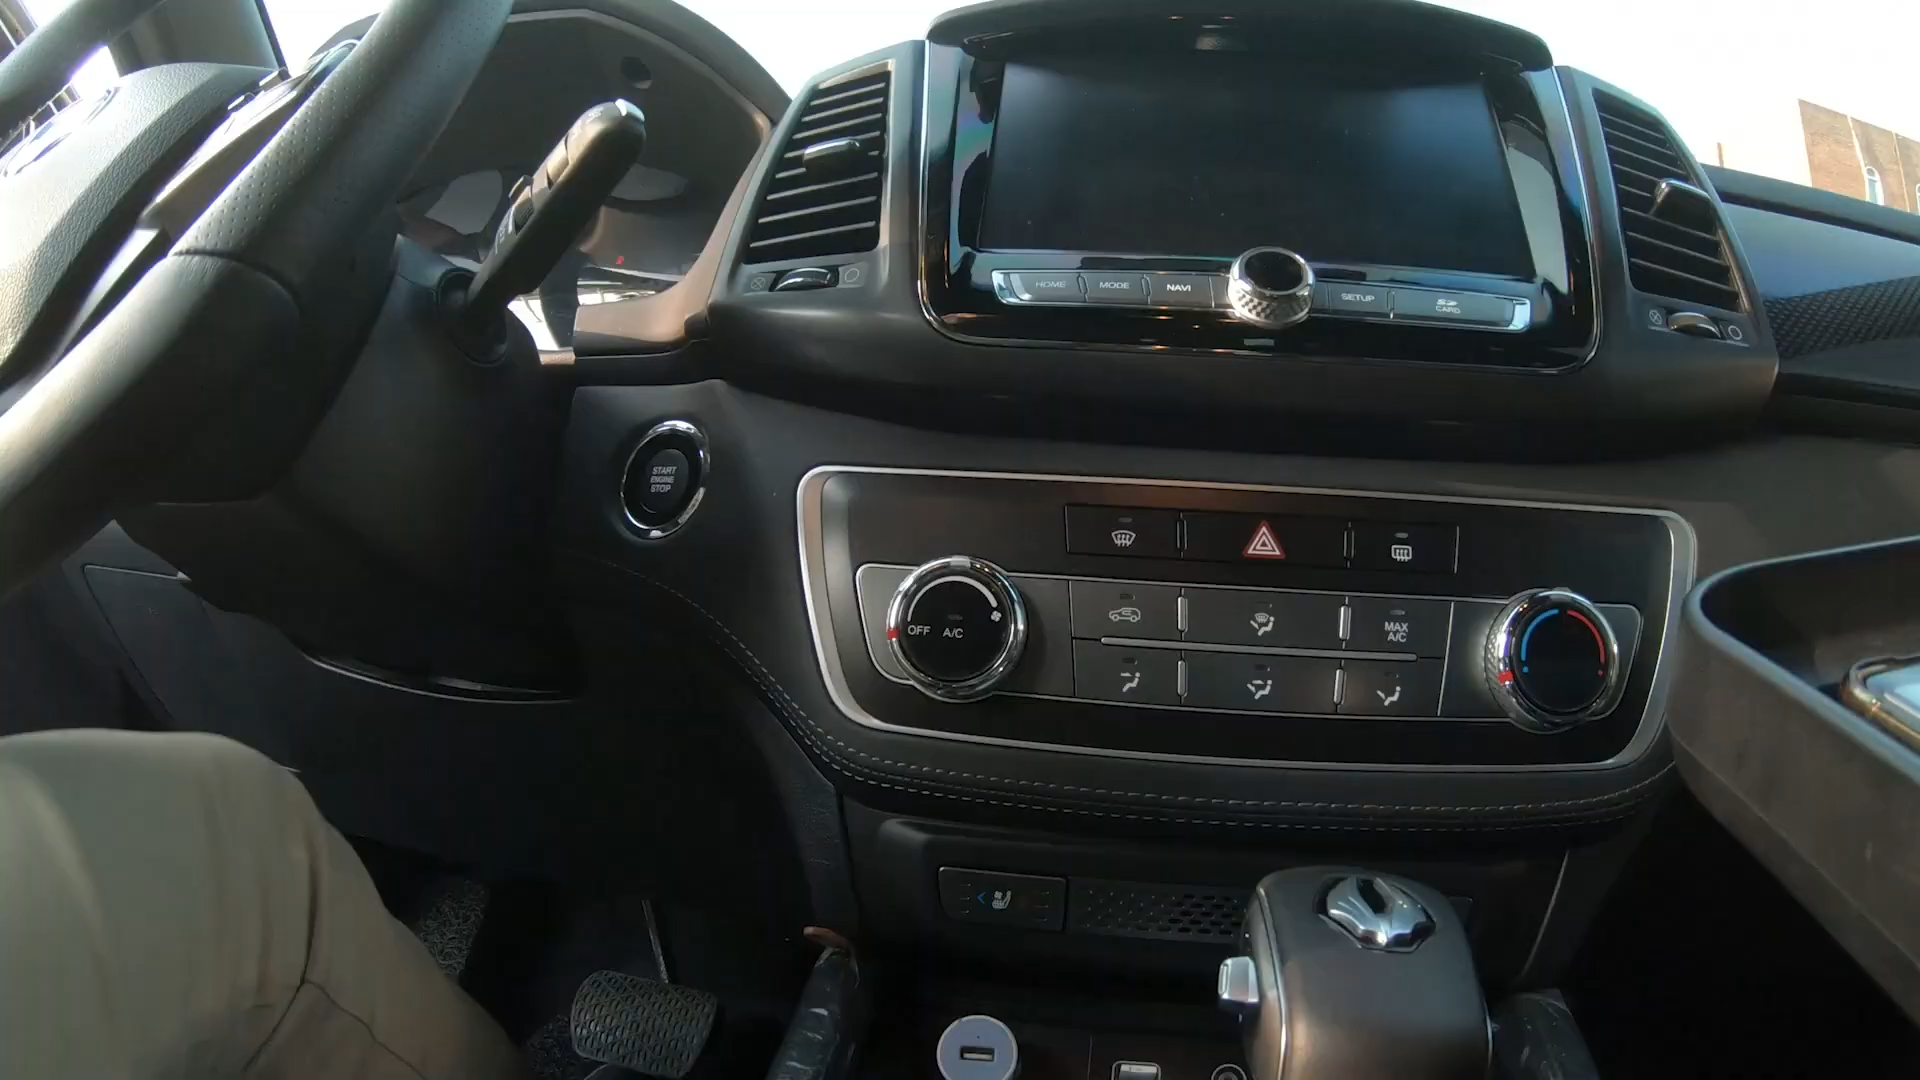 HOME
MODE
NAVI
SETUP
SD
CARD
START
ENGINE
STOP
OFF
A/C
MAX
A/C